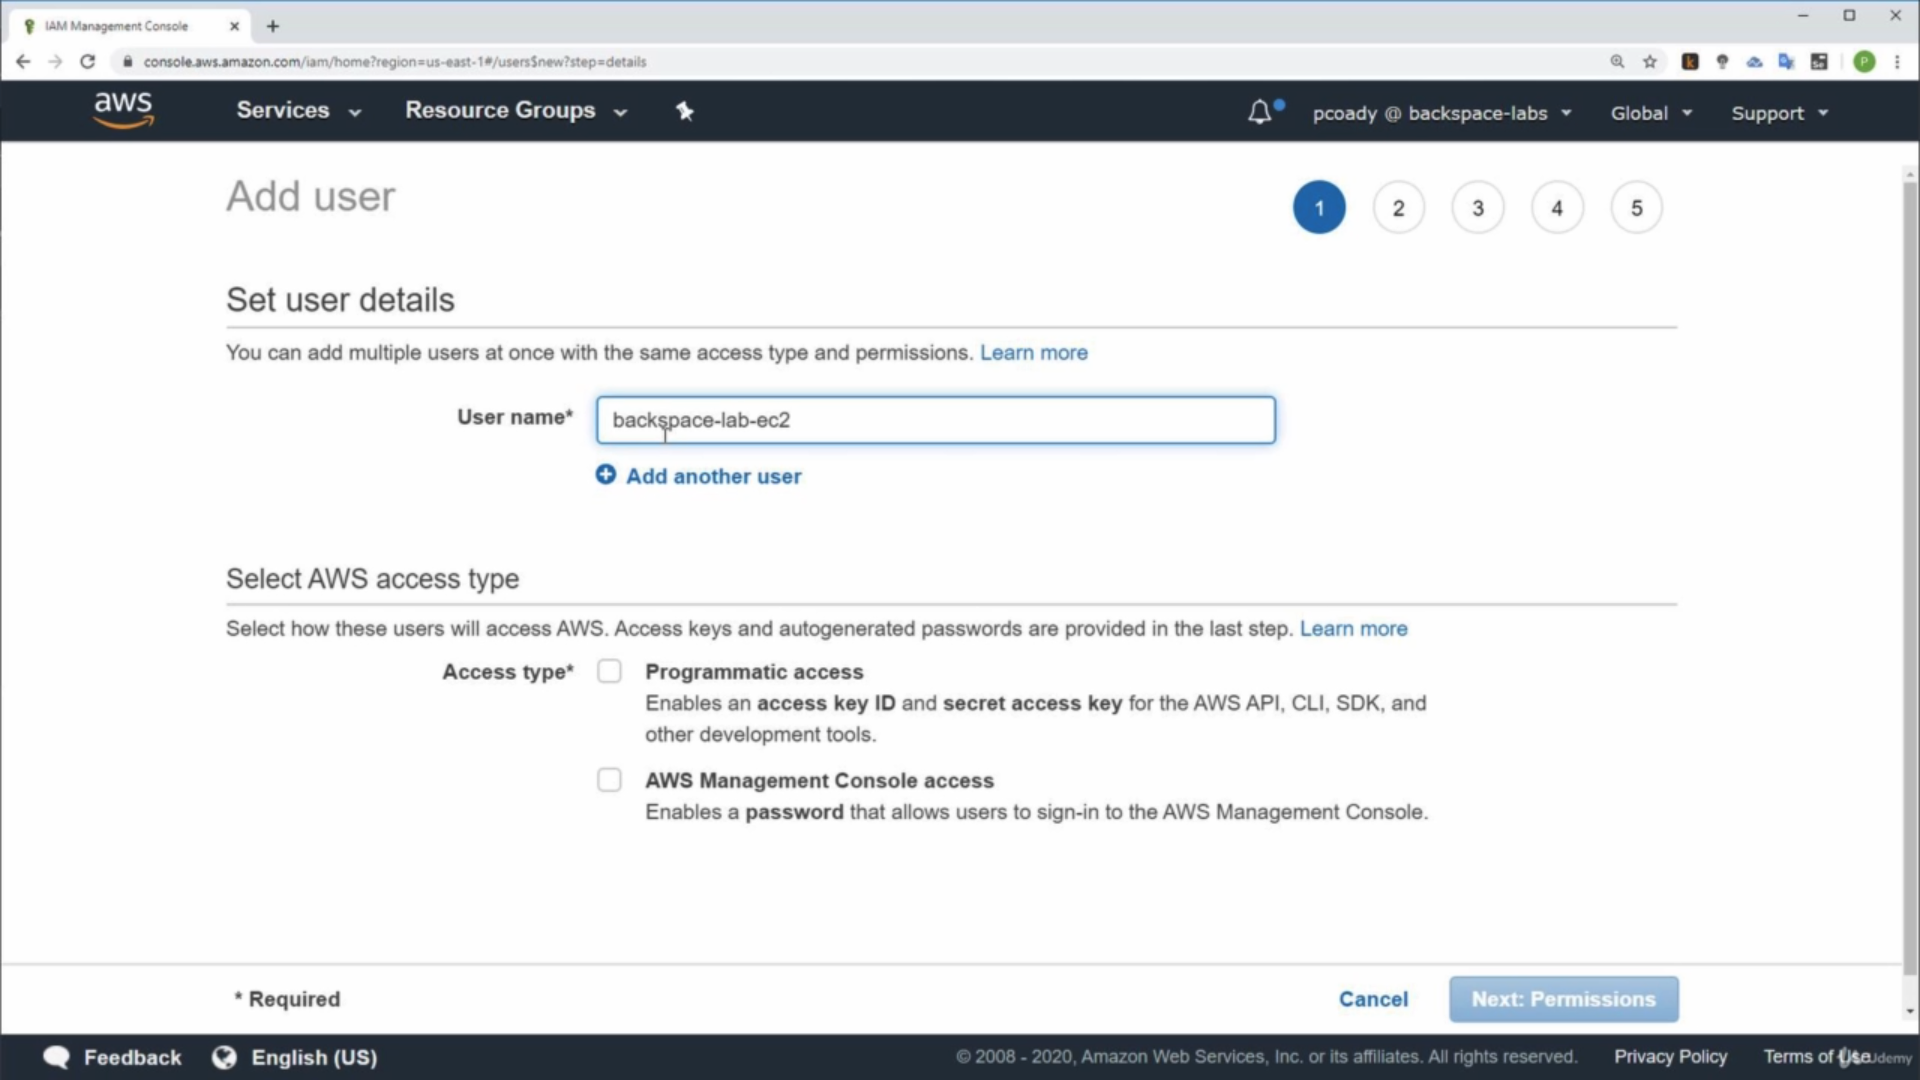 IAM Management Console
console.aws.amazon.com/iam/home?region=us-east-1#/users$new?step=details
P
aws
Services
Resource Groups
pcoady @ backspace-labs
Global
Support
Add user
1 2 3 4 5
Set user details
You can add multiple users at once with the same access type and permissions. Learn more
User name*
backspace-lab-ec2
Add another user
Select AWS access type
Select how these users will access AWS. Access keys and autogenerated passwords are provided in the last step. Learn more
Access type*
Programmatic access
Enables an access key ID and secret access key for the AWS API, CLI, SDK, and
other development tools.
AWS Management Console access
Enables a password that allows users to sign-in to the AWS Management Console.
* Required
Cancel
Next: Permissions
Feedback
English (US)
© 2008 - 2020, Amazon Web Services, Inc. or its affiliates. All rights reserved.
Privacy Policy
Terms of Use
Udemy